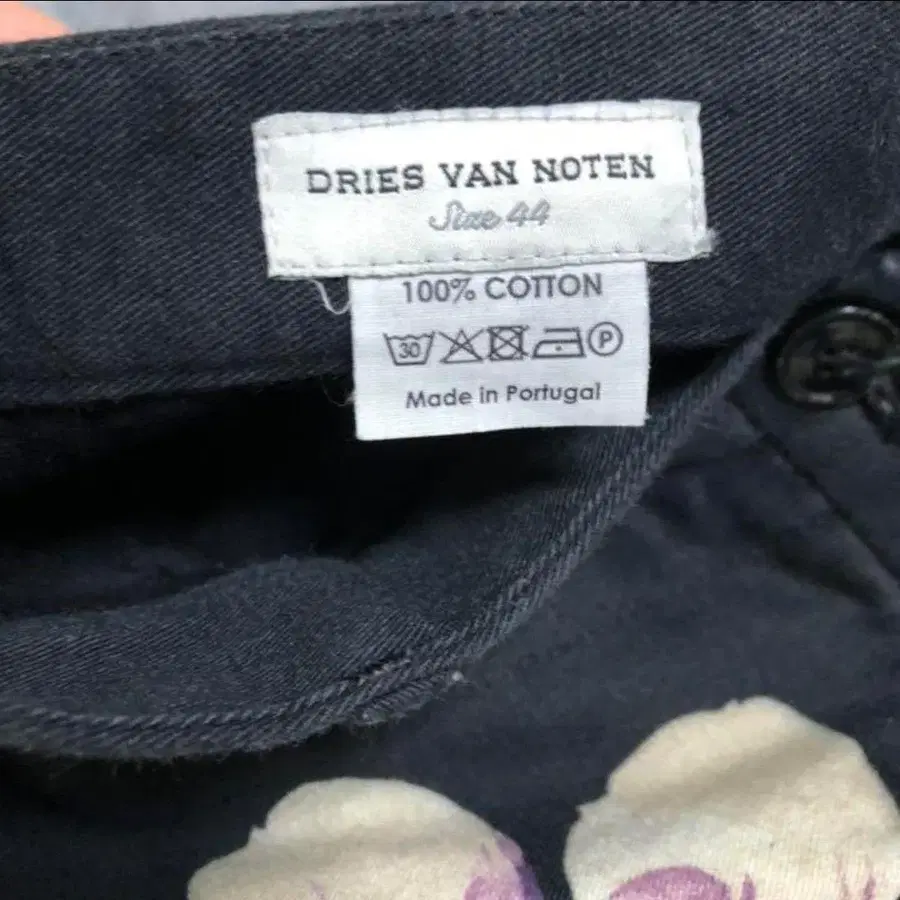 DRIES VAN NOTEN
Size 44
100% COTTON
30 P
Made in Portugal